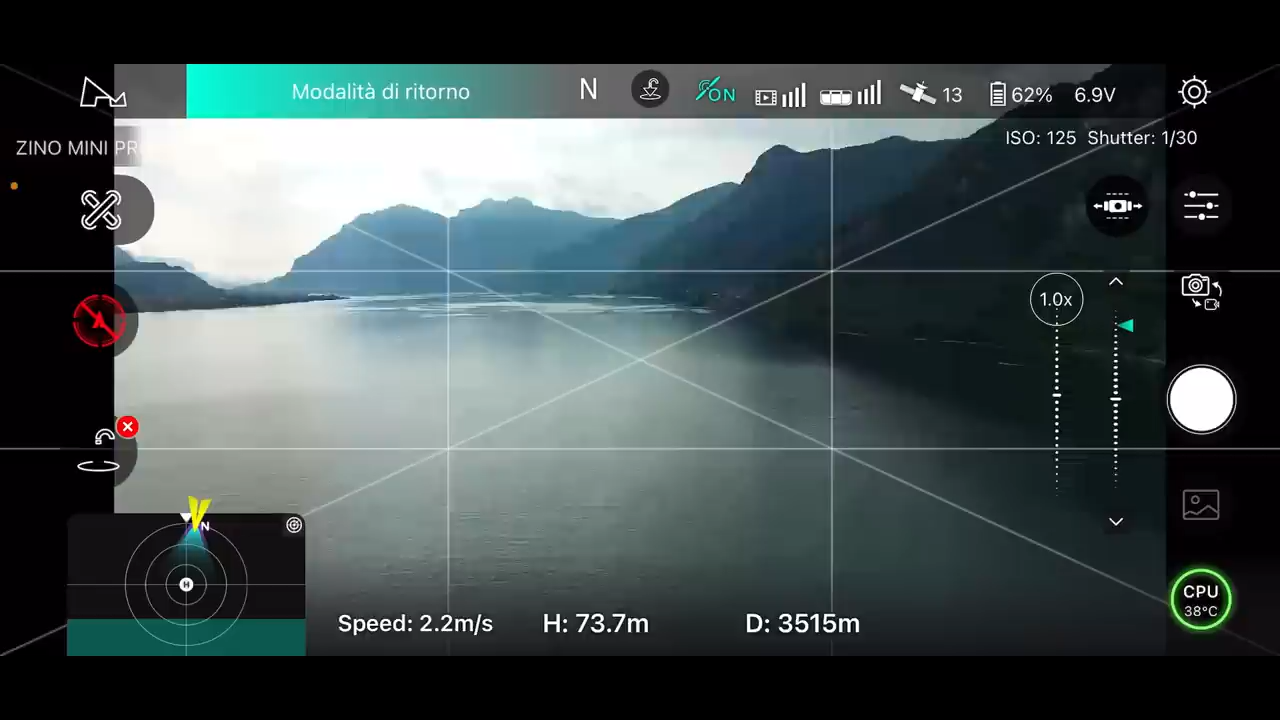 Modalità di ritorno N ON 13 62% 6.9V
ISO: 125 Shutter: 1/30
ZINO MINI PR
1.0x
N
H
CPU
38°C
Speed: 2.2m/s H: 73.7m D: 3515m